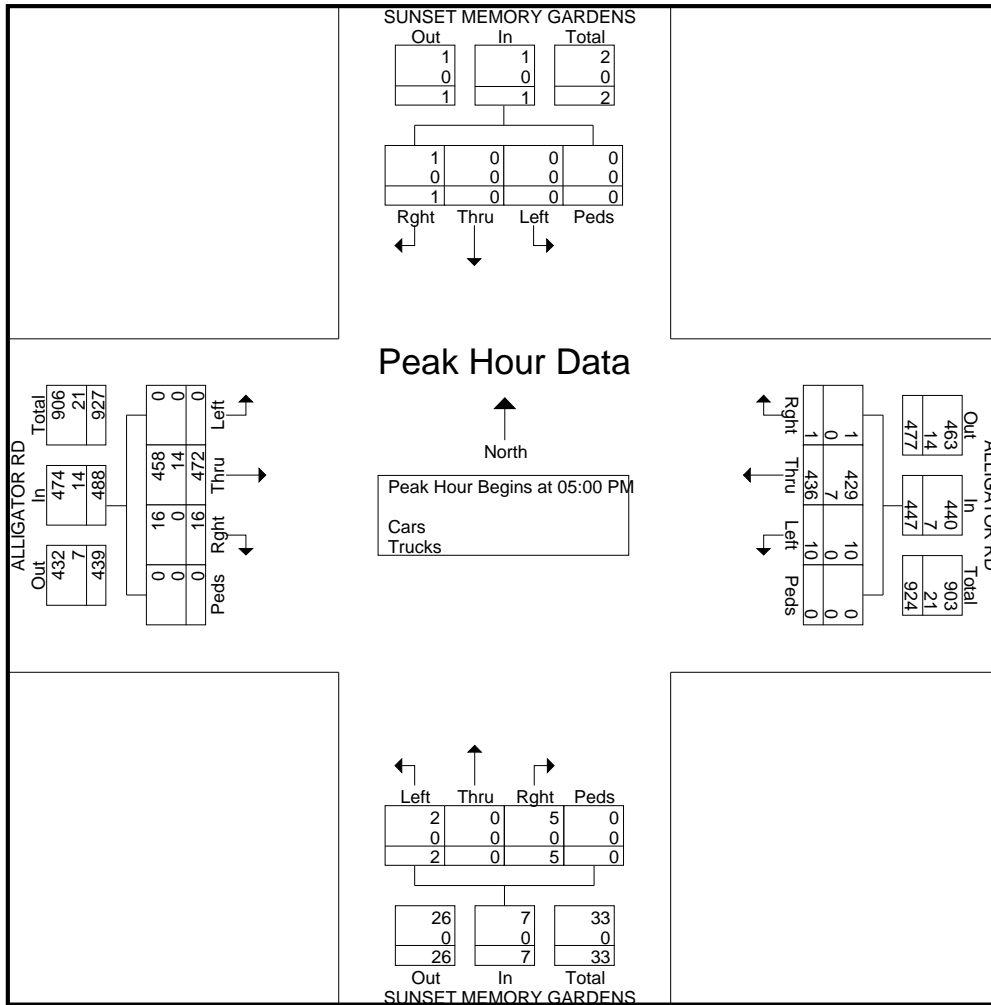 SUNSET MEMORY GARDENS
Out In Total
1 1 2
0 0 0
1 1 2
1 0 0 0
0 0 0 0
1 0 0 0
Rght Thru Left Peds
Peak Hour Data
North
Peak Hour Begins at 05:00 PM
Cars
Trucks
ALLIGATOR RD
Out In Total
432 474 906
7 14 21
439 488 927
0 16 458 0
0 0 14 0
0 16 472 0
Peds Rght Thru Left
ALLIGATOR RD
Out In Total
463 440 903
14 7 21
477 447 924
1 429 10 0
0 7 0 0
1 436 10 0
Rght Thru Left Peds
Left Thru Rght Peds
2 0 5 0
0 0 0 0
2 0 5 0
26 7 33
0 0 0
26 7 33
Out In Total
SUNSET MEMORY GARDENS